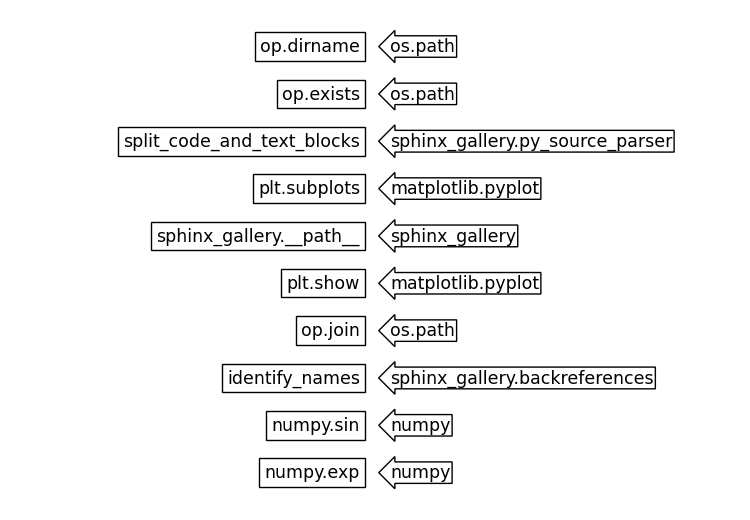 op.dirname os.path
op.exists os.path
split_code_and_text_blocks sphinx_gallery.py_source_parser
plt.subplots matplotlib.pyplot
sphinx_gallery.__path__ sphinx_gallery
plt.show matplotlib.pyplot
op.join os.path
identify_names sphinx_gallery.backreferences
numpy.sin numpy
numpy.exp numpy